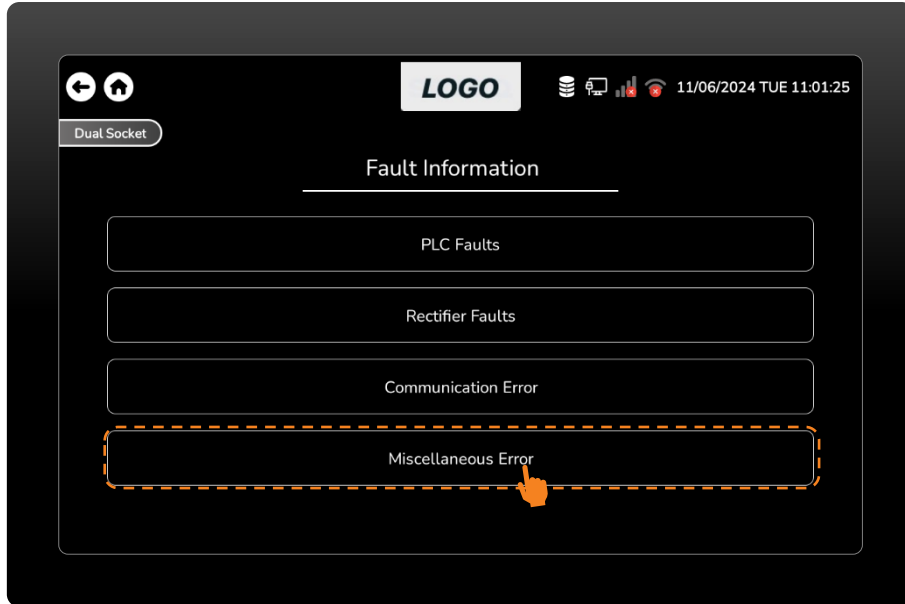 LOGO
11/06/2024 TUE 11:01:25
Dual Socket
Fault Information
PLC Faults
Rectifier Faults
Communication Error
Miscellaneous Error